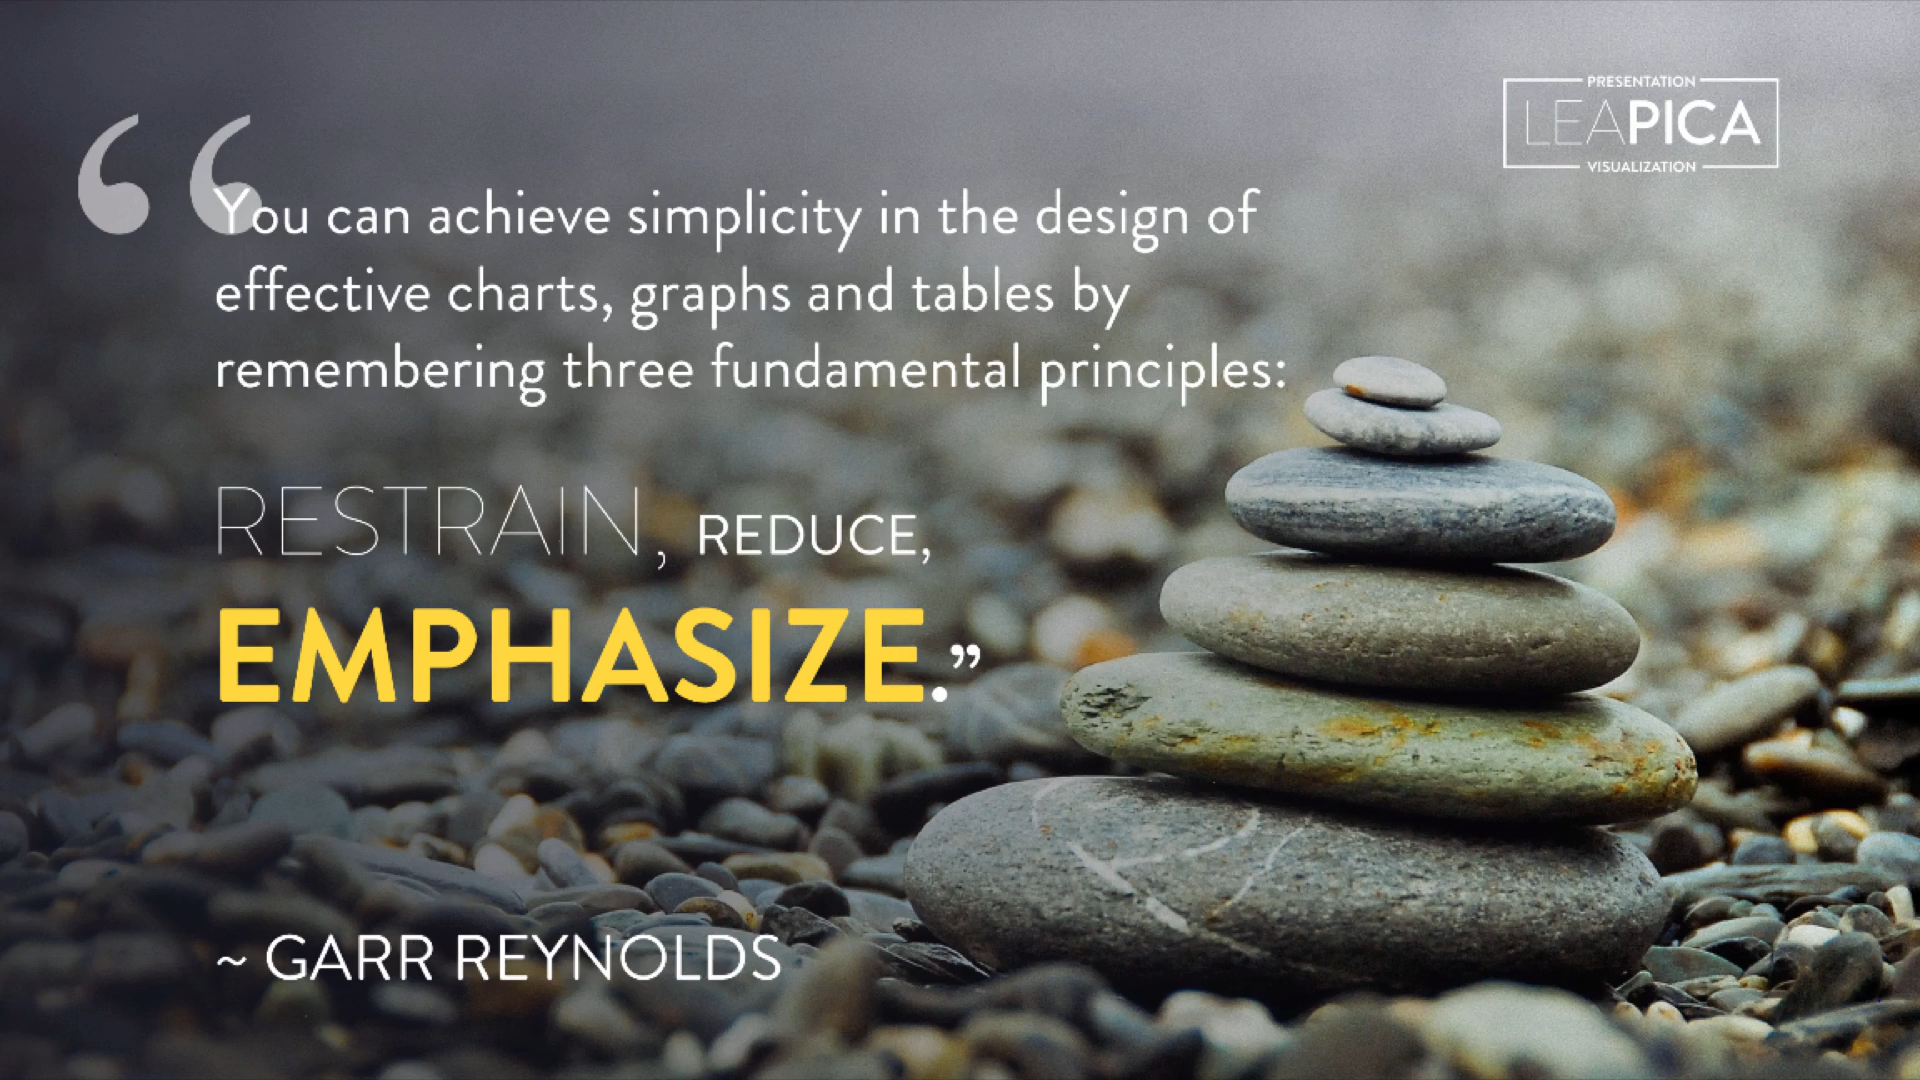 PRESENTATION
LEAPICA
VISUALIZATION
“You can achieve simplicity in the design of
effective charts, graphs and tables by
remembering three fundamental principles:
RESTRAIN, REDUCE,
EMPHASIZE.”
~ GARR REYNOLDS